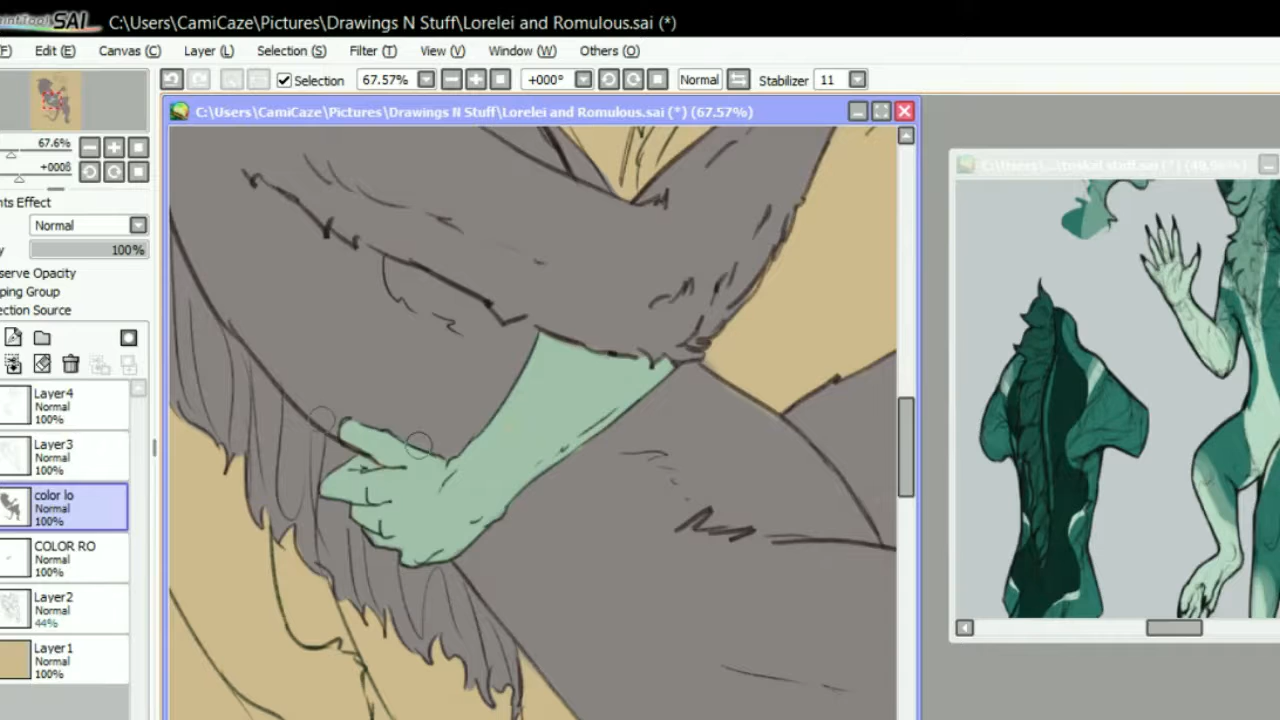 SAI C:\Users\CamiCaze\Pictures\Drawings N Stuff\Lorelei and Romulous.sai (*)
(F) Edit (E) Canvas (C) Layer (L) Selection (S) Filter (T) View (V) Window (W) Others (O)
Selection 67.57% +000° Normal Stabilizer 11
C:\Users\CamiCaze\Pictures\Drawings N Stuff\Lorelei and Romulous.sai (*) (67.57%)
67.6%
+000°
nts Effect
Normal
y 100%
serve Opacity
ping Group
ection Source
Layer4
Normal
100%
Layer3
Normal
100%
color lo
Normal
100%
COLOR RO
Normal
100%
Layer2
Normal
44%
Layer1
Normal
100%